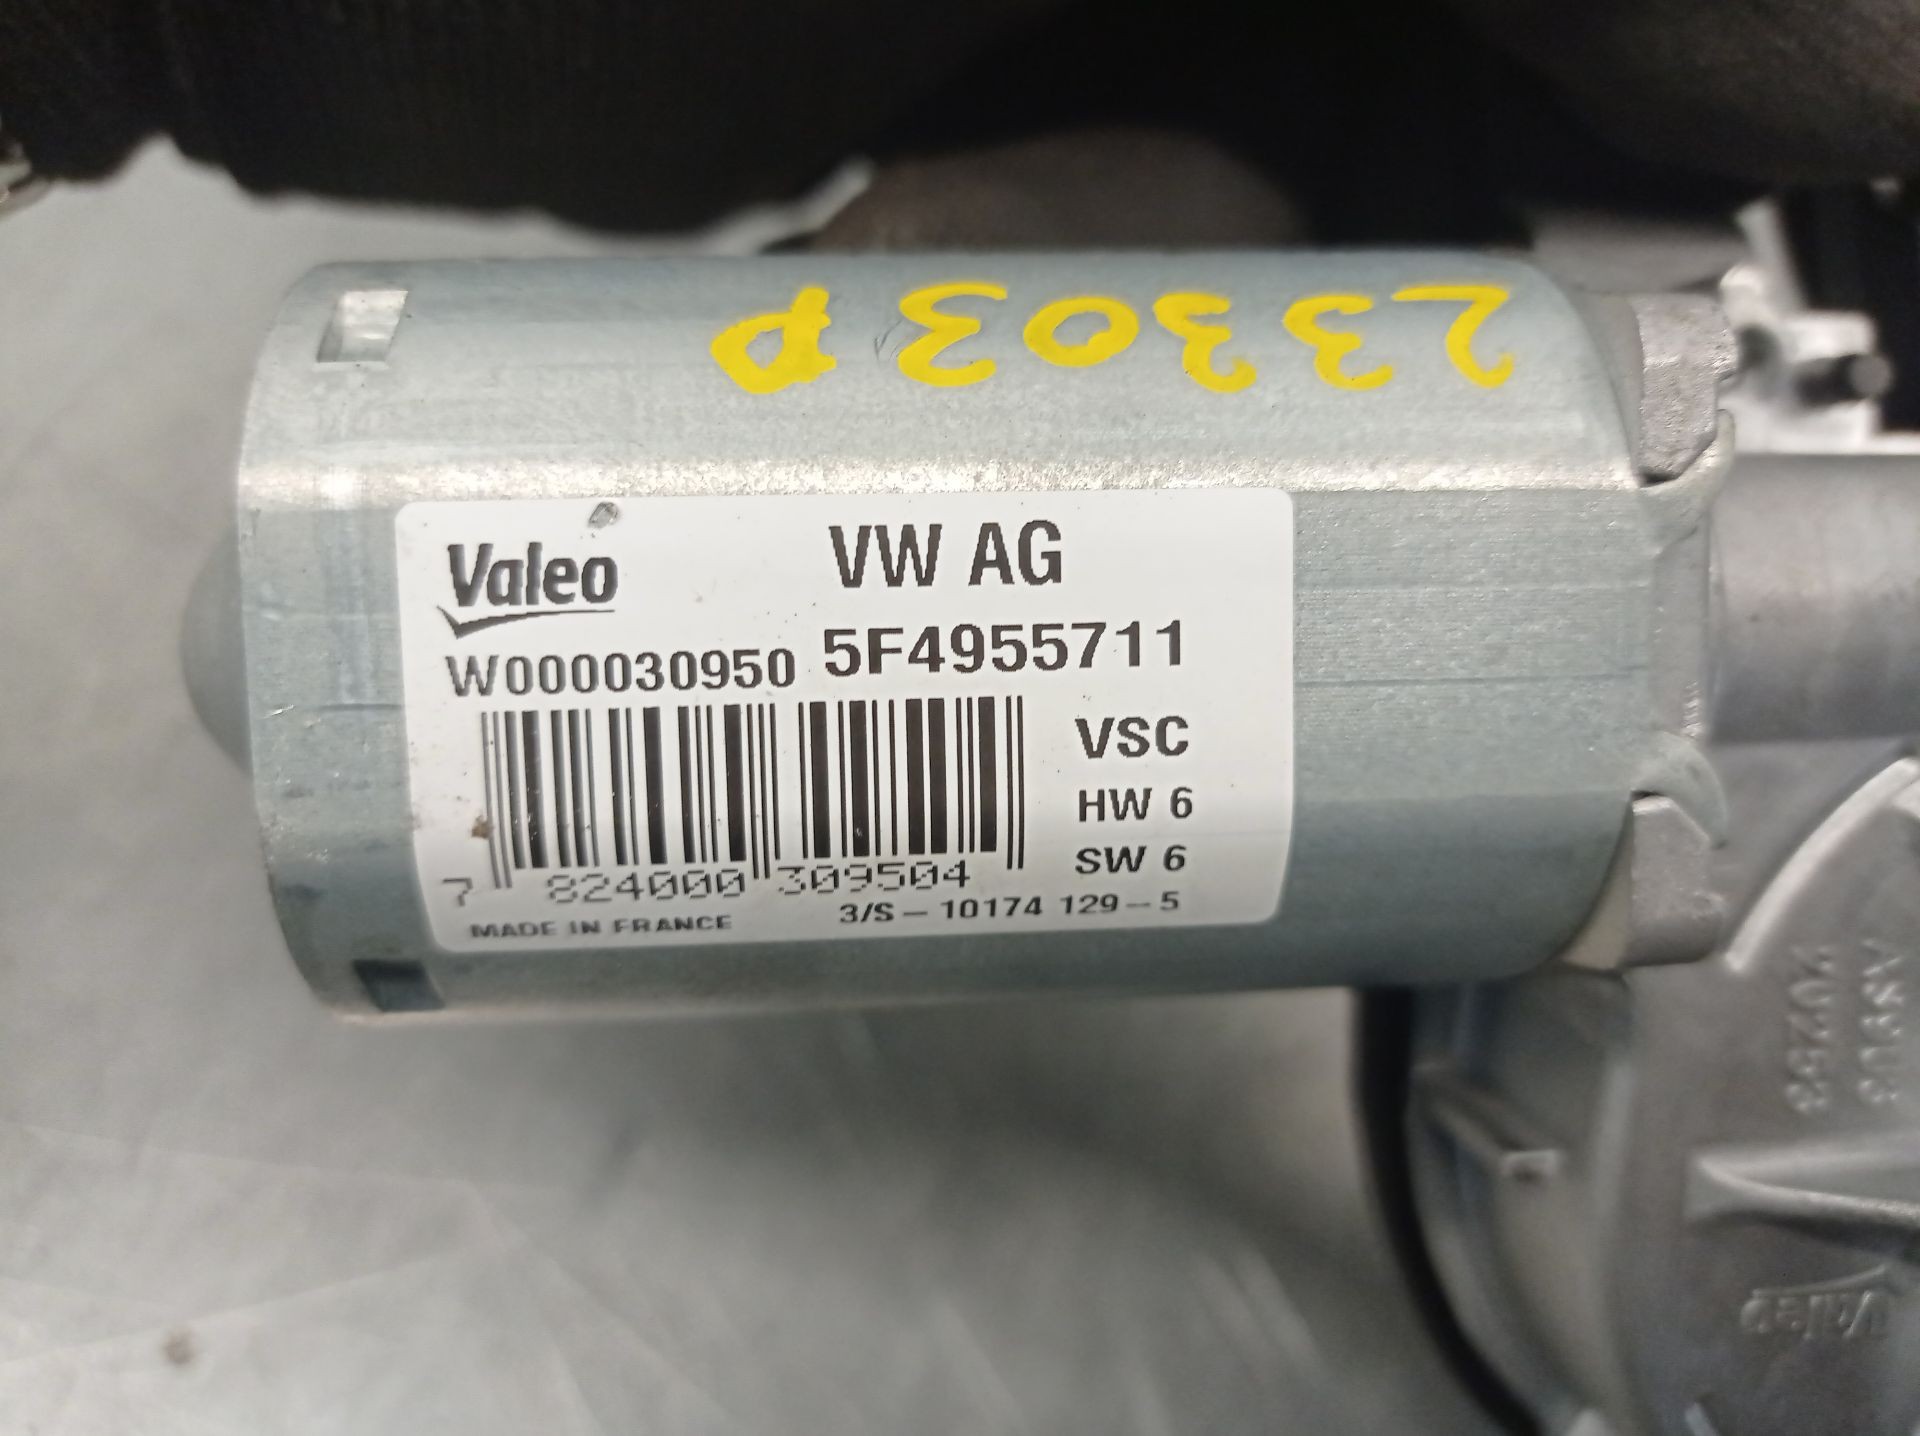 23303P
Valeo
VW AG
W000030950
5F4955711
VSC
HW 6
SW 6
7 824000 309504
MADE IN FRANCE
3/S - 10174 129 - 5
Valeo